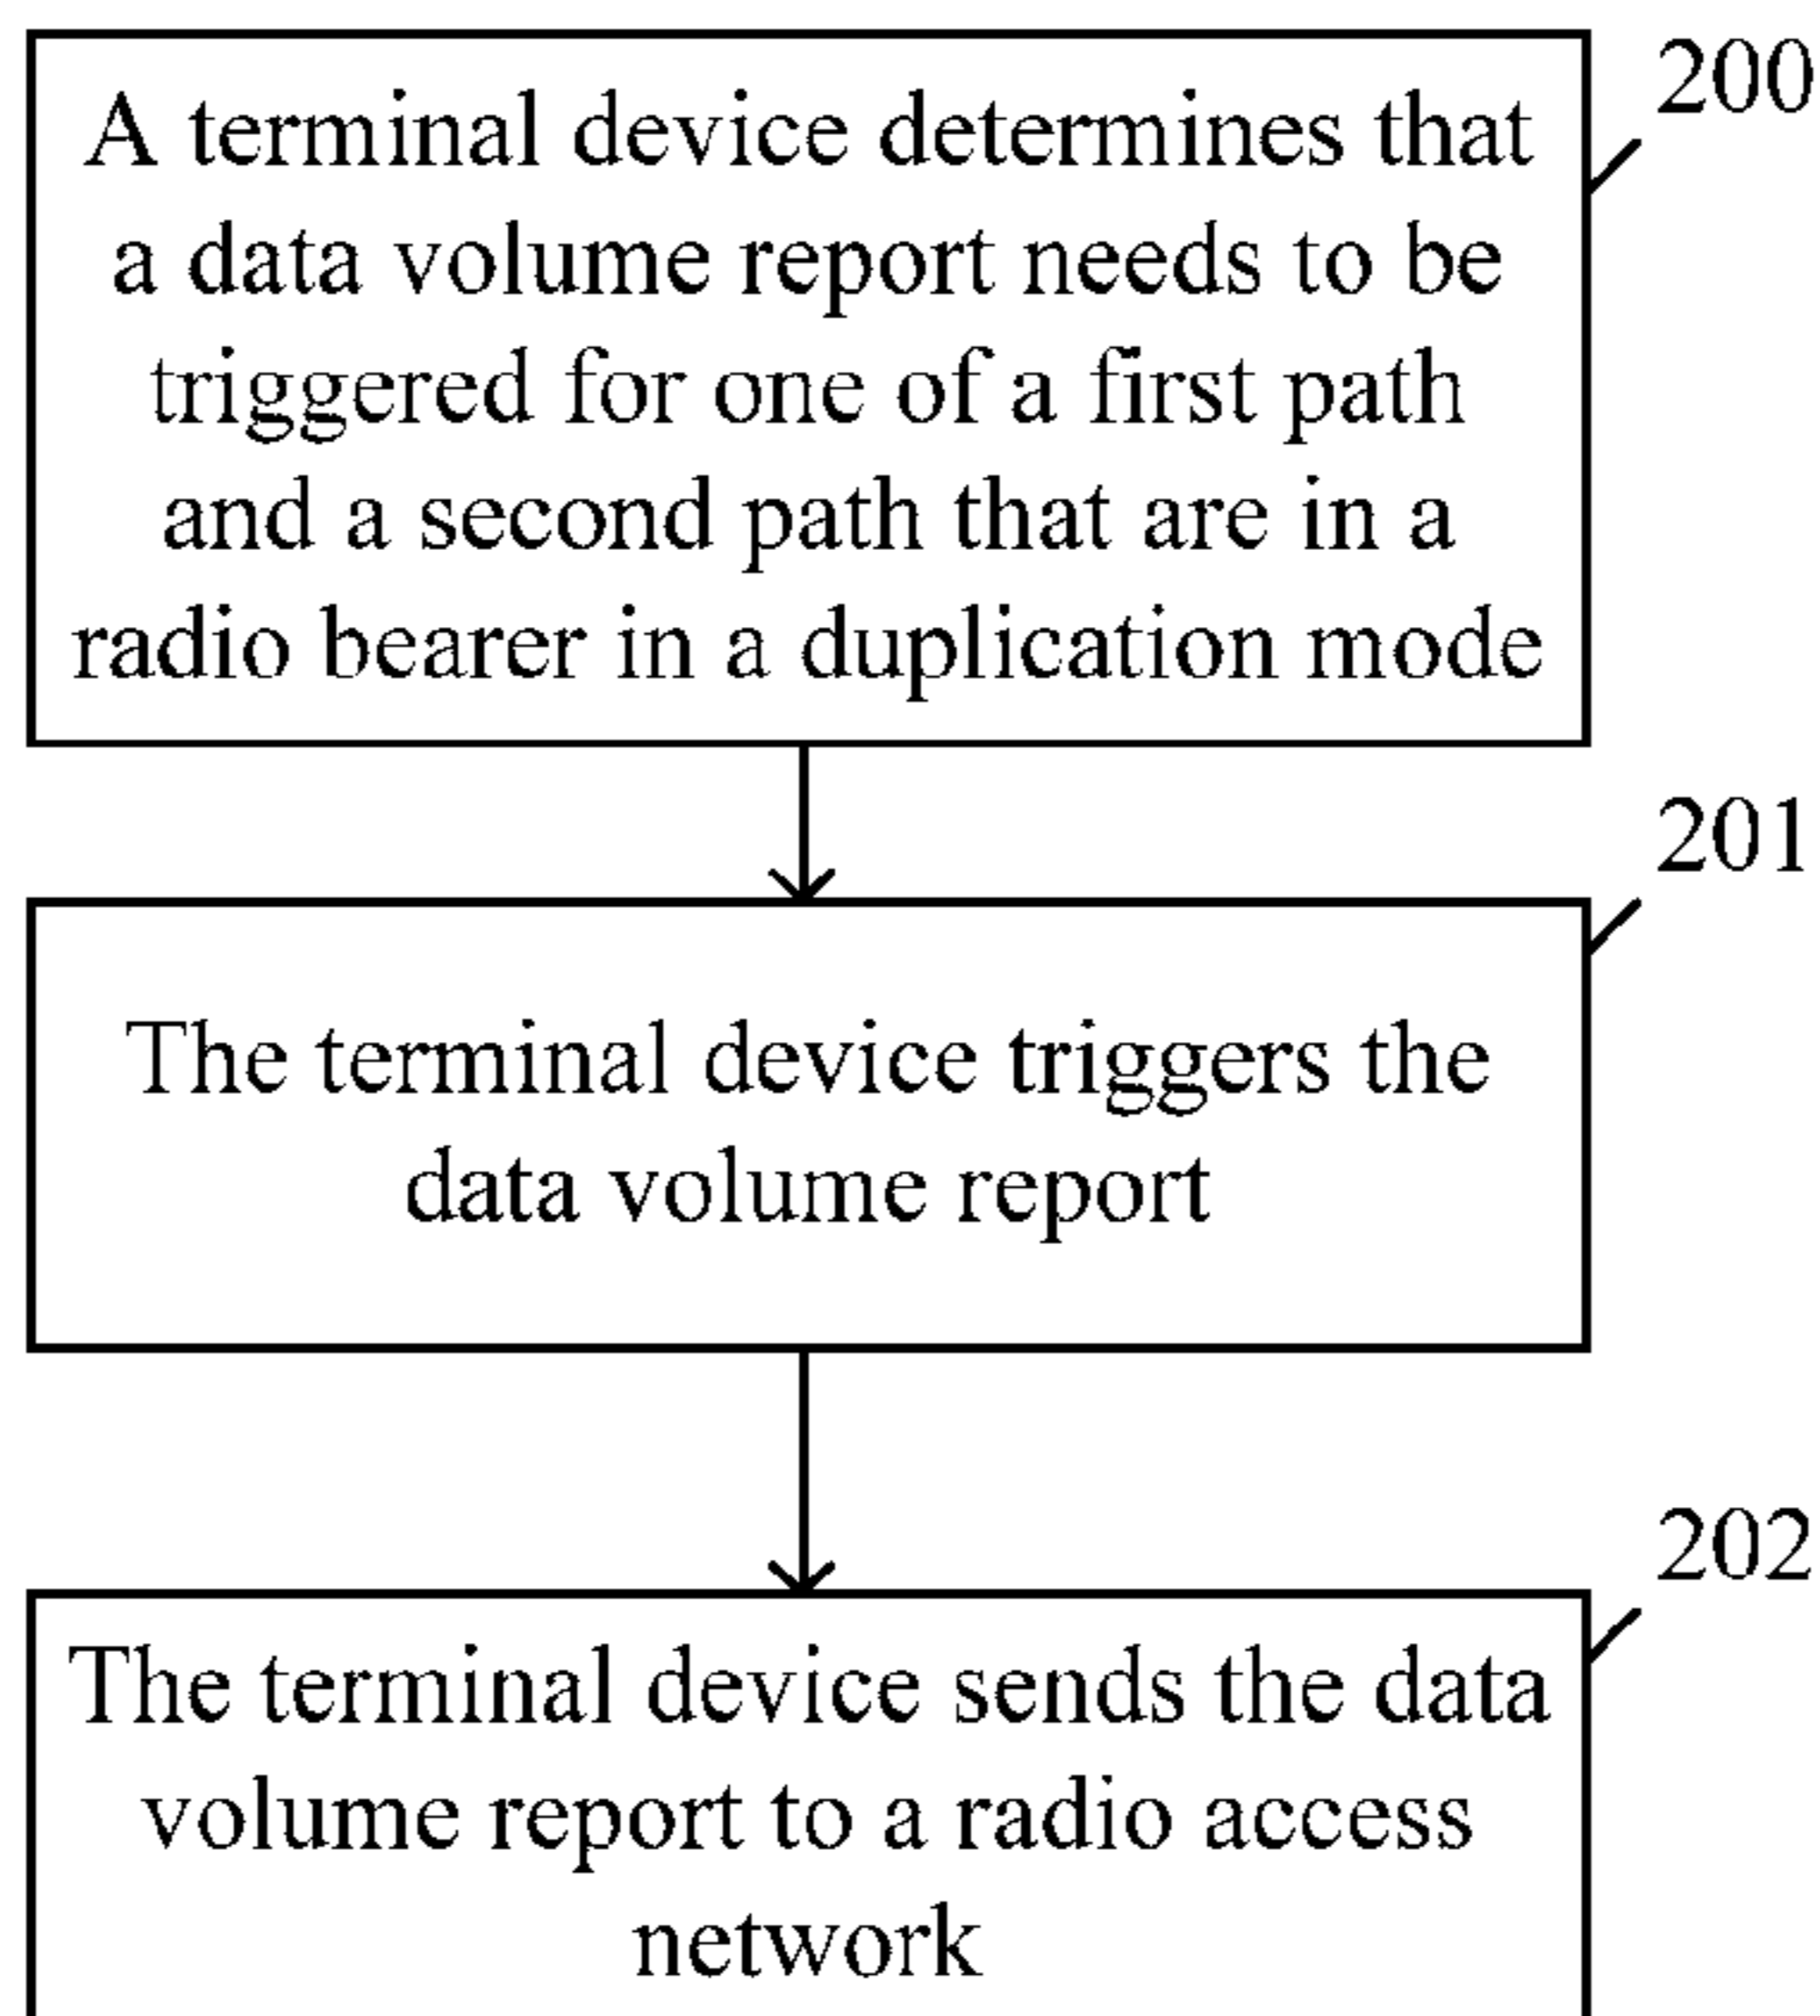 200
A terminal device determines that
a data volume report needs to be
triggered for one of a first path
and a second path that are in a
radio bearer in a duplication mode
201
The terminal device triggers the
data volume report
202
The terminal device sends the data
volume report to a radio access
network